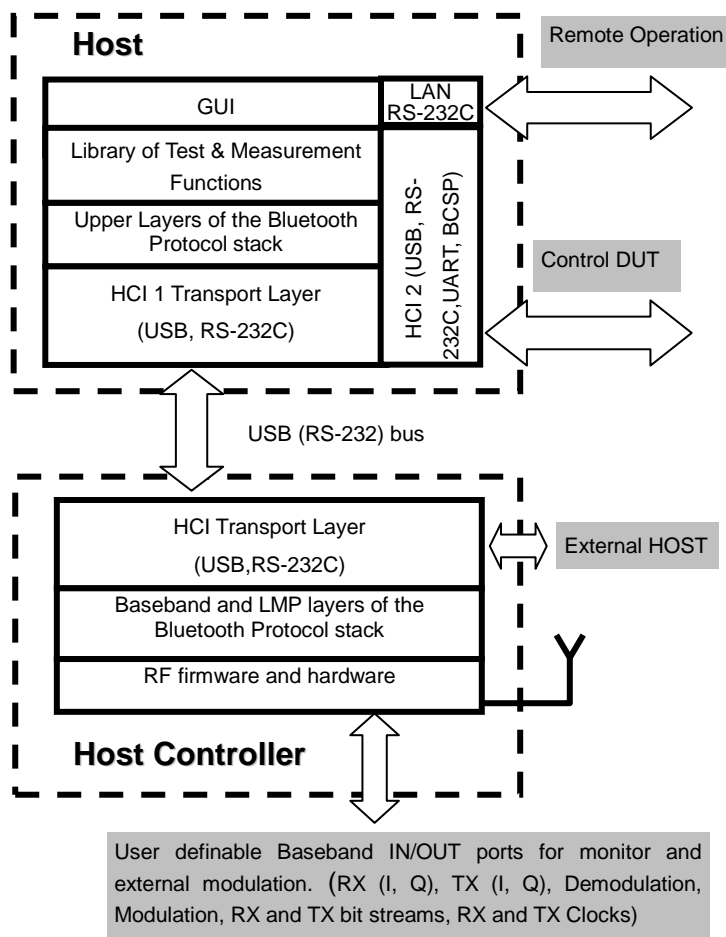 Host
Remote Operation
GUI
LAN
RS-232C
Library of Test & Measurement
Functions
Upper Layers of the Bluetooth
Protocol stack
HCI 1 Transport Layer
(USB, RS-232C)
HCI 2 (USB, RS-
232C,UART, BCSP)
Control DUT
USB (RS-232) bus
HCI Transport Layer
(USB,RS-232C)
External HOST
Baseband and LMP layers of the
Bluetooth Protocol stack
RF firmware and hardware
Host Controller
User definable Baseband IN/OUT ports for monitor and
external modulation. (RX (I, Q), TX (I, Q), Demodulation,
Modulation, RX and TX bit streams, RX and TX Clocks)